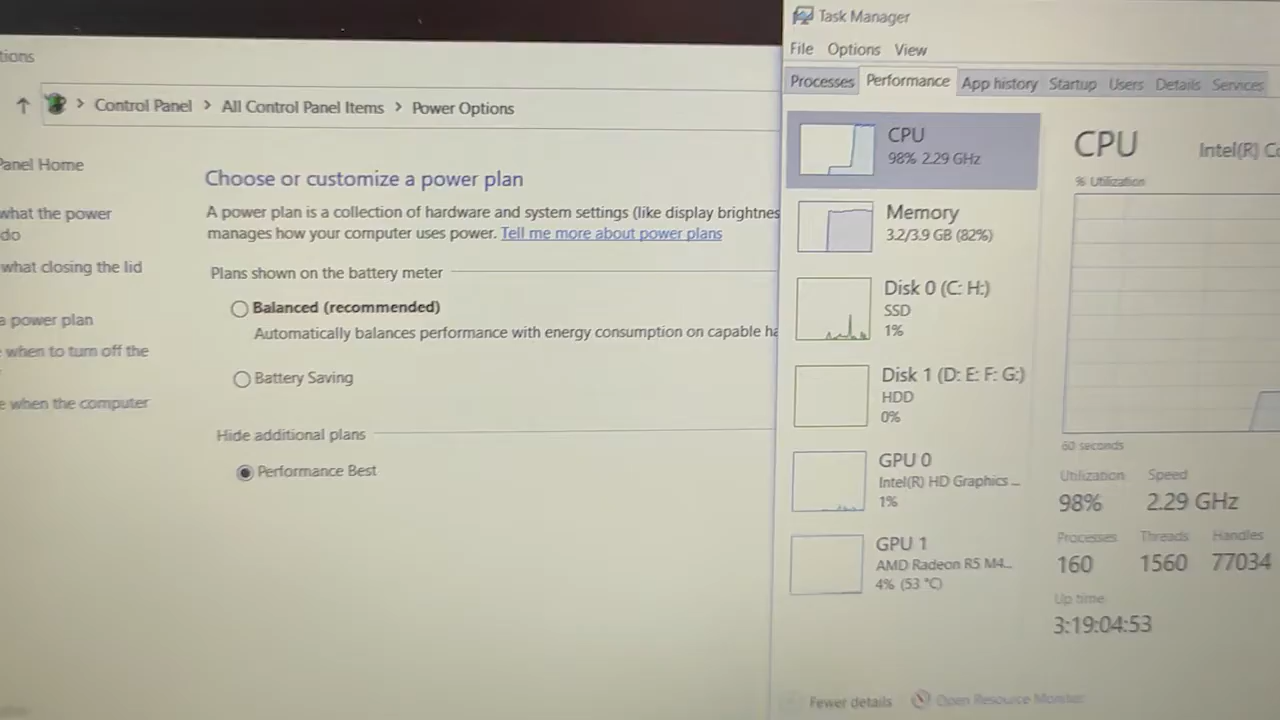 tions
Control Panel > All Control Panel Items > Power Options
Panel Home
what the power
do
what closing the lid
a power plan
when to turn off the
e when the computer
Choose or customize a power plan
A power plan is a collection of hardware and system settings (like display brightnes
manages how your computer uses power. Tell me more about power plans
Plans shown on the battery meter
Balanced (recommended)
Automatically balances performance with energy consumption on capable ha
Battery Saving
Hide additional plans
Performance Best
Task Manager
File Options View
Processes Performance App history Startup Users Details Services
CPU
98% 2.29 GHz
Memory
3.2/3.9 GB (82%)
Disk 0 (C: H:)
SSD
1%
Disk 1 (D: E: F: G:)
HDD
0%
GPU 0
Intel(R) HD Graphics ...
1%
GPU 1
AMD Radeon R5 M4...
4% (53 °C)
CPU Intel(R) Co
% Utilization
60 seconds
Utilization Speed
98% 2.29 GHz
Processes Threads Handles
160 1560 77034
Up time
3:19:04:53
Fewer details Open Resource Monitor